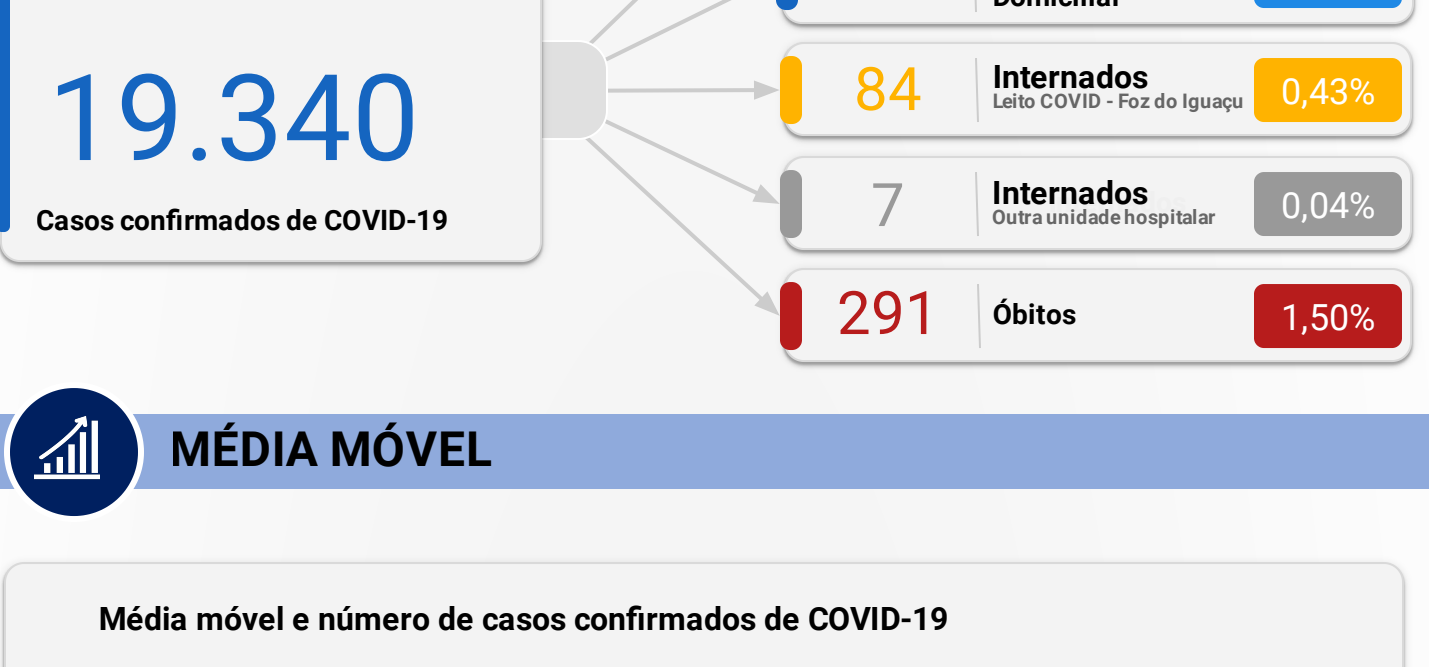 Domiciliar
19.340
Casos confirmados de COVID-19
84
Internados
Leito COVID - Foz do Iguaçu
0,43%
7
Internados
Outra unidade hospitalar
0,04%
291
Óbitos
1,50%
MÉDIA MÓVEL
Média móvel e número de casos confirmados de COVID-19